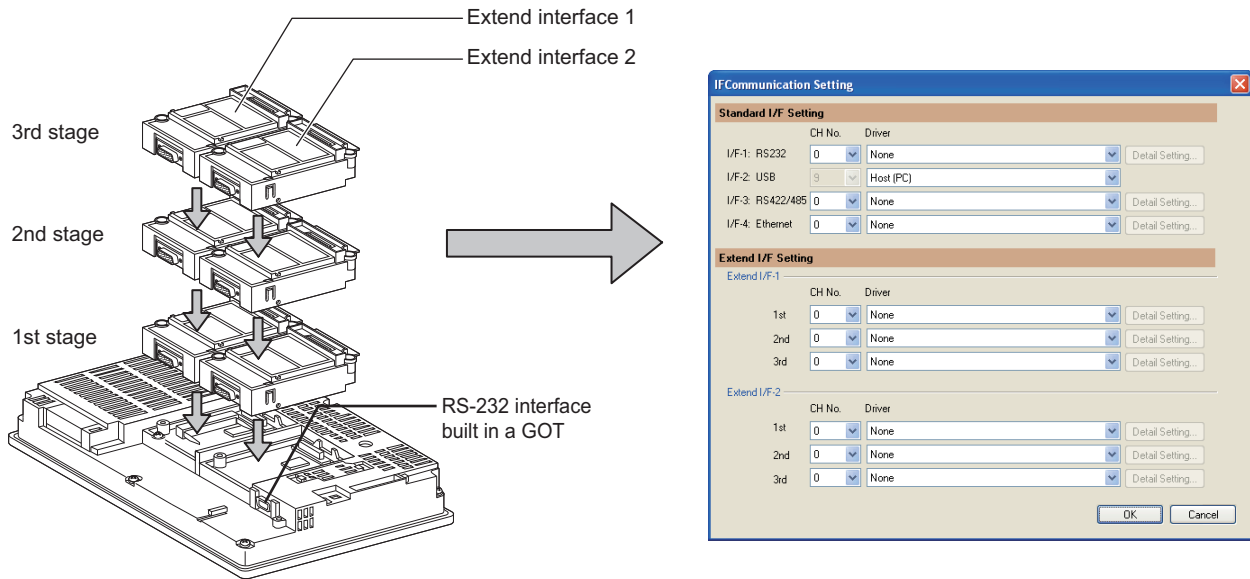 Extend interface 1
Extend interface 2
3rd stage
2nd stage
1st stage
RS-232 interface
built in a GOT
IFCommunication Setting
Standard I/F Setting
CH No. Driver
I/F-1: RS232 0 None Detail Setting...
I/F-2: USB 9 Host (PC)
I/F-3: RS422/485 0 None Detail Setting...
I/F-4: Ethernet 0 None Detail Setting...
Extend I/F Setting
Extend I/F-1
CH No. Driver
1st 0 None Detail Setting...
2nd 0 None Detail Setting...
3rd 0 None Detail Setting...
Extend I/F-2
CH No. Driver
1st 0 None Detail Setting...
2nd 0 None Detail Setting...
3rd 0 None Detail Setting...
OK Cancel